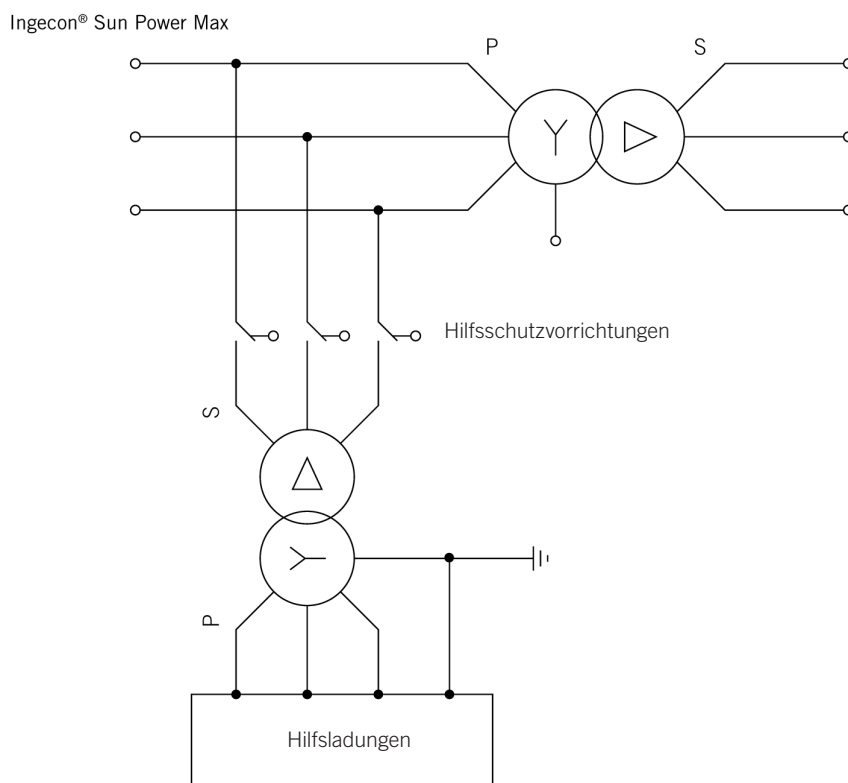 Ingecon® Sun Power Max
P
S
Hilfsschutzvorrichtungen
S
P
Hilfsladungen